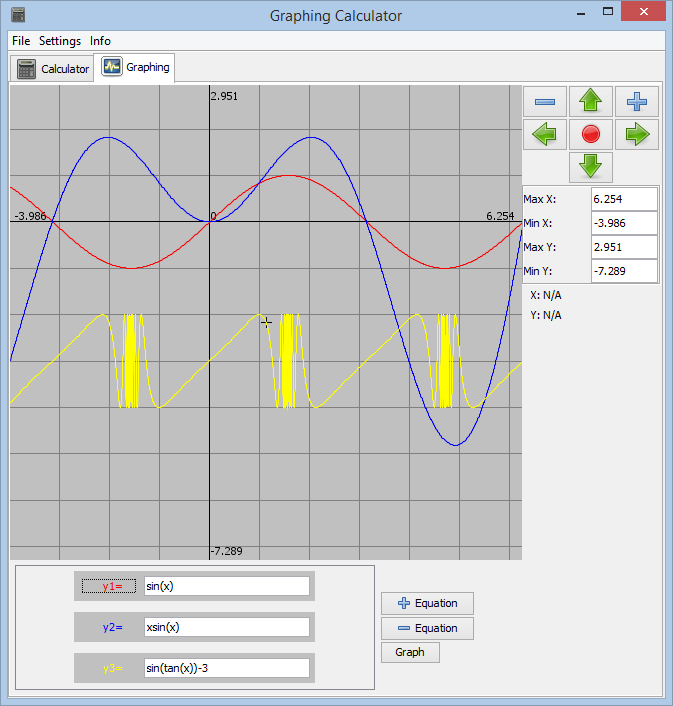 Graphing Calculator
File Settings Info
Calculator Graphing
2.951
-3.986 0 6.254
-7.289
Max X: 6.254
Min X: -3.986
Max Y: 2.951
Min Y: -7.289
X: N/A
Y: N/A
y1= sin(x)
y2= xsin(x)
y3= sin(tan(x))-3
Equation
Equation
Graph